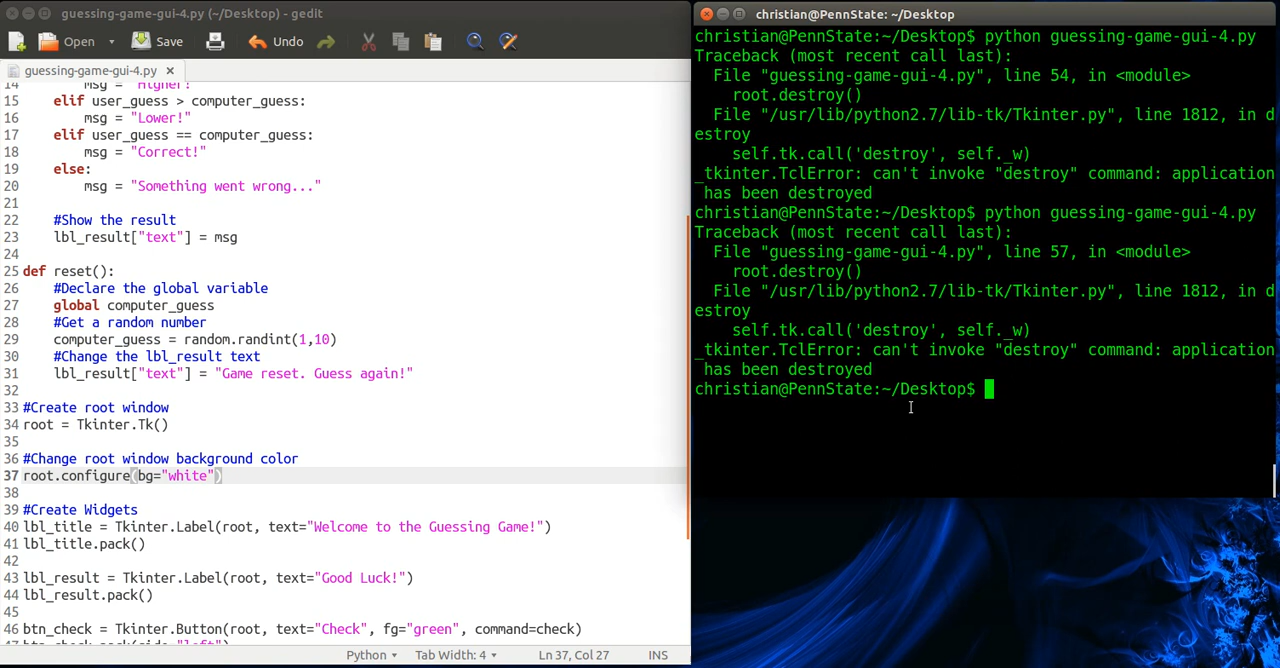 guessing-game-gui-4.py (~/Desktop) - gedit
Open Save Undo
guessing-game-gui-4.py
14 msg = "Higher!"
15 elif user_guess > computer_guess:
16 msg = "Lower!"
17 elif user_guess == computer_guess:
18 msg = "Correct!"
19 else:
20 msg = "Something went wrong..."
21
22 #Show the result
23 lbl_result["text"] = msg
24
25 def reset():
26 #Declare the global variable
27 global computer_guess
28 #Get a random number
29 computer_guess = random.randint(1,10)
30 #Change the lbl_result text
31 lbl_result["text"] = "Game reset. Guess again!"
32
33 #Create root window
34 root = Tkinter.Tk()
35
36 #Change root window background color
37 root.configure(bg="white")
38
39 #Create Widgets
40 lbl_title = Tkinter.Label(root, text="Welcome to the Guessing Game!")
41 lbl_title.pack()
42
43 lbl_result = Tkinter.Label(root, text="Good Luck!")
44 lbl_result.pack()
45
46 btn_check = Tkinter.Button(root, text="Check", fg="green", command=check)
47 btn_check.pack(side="left")
Python Tab Width: 4 Ln 37, Col 27 INS
christian@PennState: ~/Desktop
christian@PennState:~/Desktop$ python guessing-game-gui-4.py
Traceback (most recent call last):
File "guessing-game-gui-4.py", line 54, in <module>
root.destroy()
File "/usr/lib/python2.7/lib-tk/Tkinter.py", line 1812, in d
estroy
self.tk.call('destroy', self._w)
_tkinter.TclError: can't invoke "destroy" command: application
has been destroyed
christian@PennState:~/Desktop$ python guessing-game-gui-4.py
Traceback (most recent call last):
File "guessing-game-gui-4.py", line 57, in <module>
root.destroy()
File "/usr/lib/python2.7/lib-tk/Tkinter.py", line 1812, in d
estroy
self.tk.call('destroy', self._w)
_tkinter.TclError: can't invoke "destroy" command: application
has been destroyed
christian@PennState:~/Desktop$